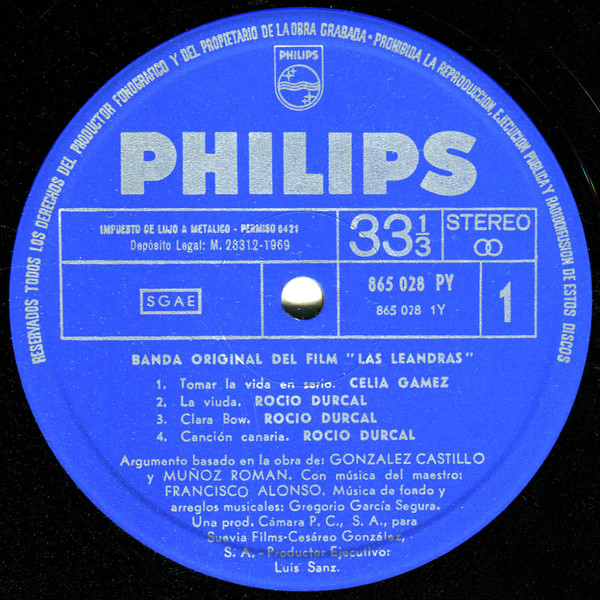 RESERVADOS TODOS LOS DERECHOS DEL PRODUCTOR FONOGRAFICO Y DEL PROPIETARIO DE LA OBRA GRABADA • PROHIBIDA LA REPRODUCCION, EJECUCION PUBLICA Y RADIODIFUSION DE ESTOS DISCOS
PHILIPS
PHILIPS
IMPUESTO DE LUJO A METALICO - PERMISO 6421
Depósito Legal: M. 28312-1969
33 1/3
STEREO
SGAE
865 028 PY
865 028 1Y
1
BANDA ORIGINAL DEL FILM "LAS LEANDRAS"
1. Tomar la vida en serio. CELIA GAMEZ
2. La viuda. ROCIO DURCAL
3. Clara Bow. ROCIO DURCAL
4. Canción canaria. ROCIO DURCAL
Argumento basado en la obra de: GONZALEZ CASTILLO
y MUÑOZ ROMAN. Con música del maestro:
FRANCISCO ALONSO. Música de fondo y
arreglos musicales: Gregorio García Segura.
Una prod. Cámara P. C., S. A., para
Suevia Films-Cesáreo González,
S. A. - Productor Ejecutivo:
Luis Sanz.